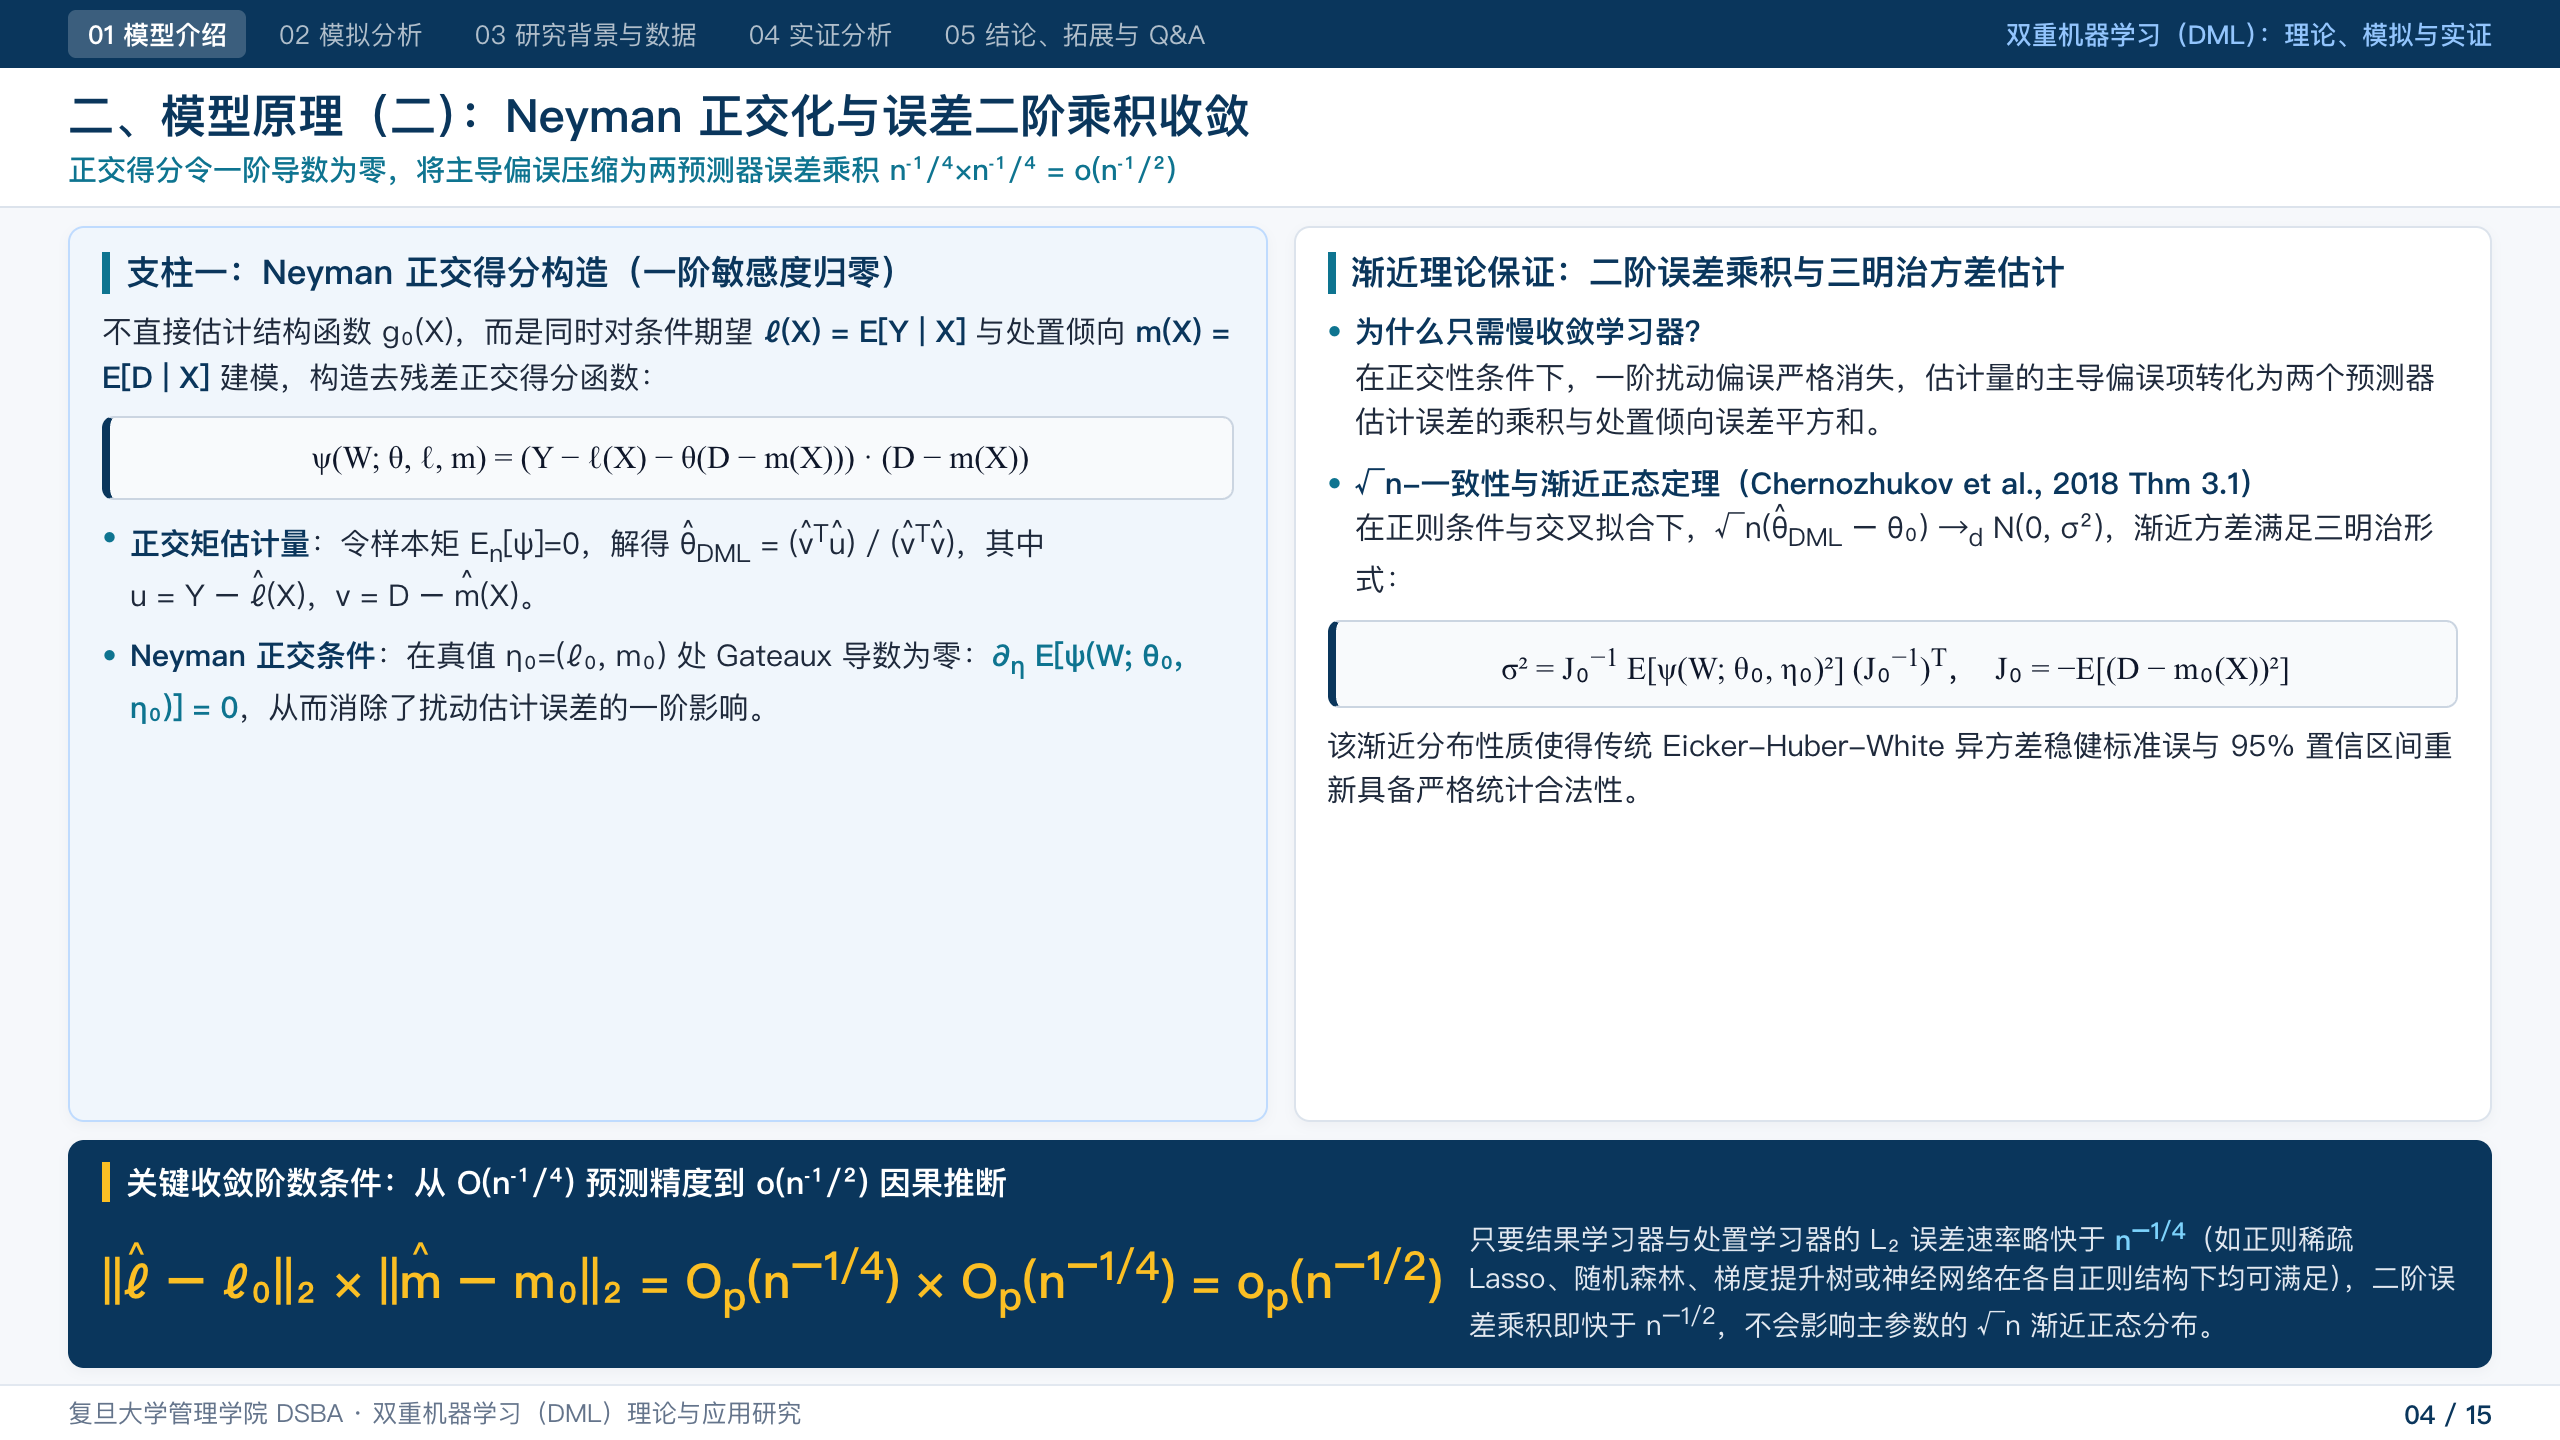 01 模型介绍 02 模拟分析 03 研究背景与数据 04 实证分析 05 结论、拓展与 Q&A 双重机器学习（DML）：理论、模拟与实证
二、模型原理（二）：Neyman 正交化与误差二阶乘积收敛
正交得分令一阶导数为零，将主导偏误压缩为两预测器误差乘积 n⁻¹/⁴×n⁻¹/⁴ = o(n⁻¹/²)
支柱一：Neyman 正交得分构造（一阶敏感度归零）
不直接估计结构函数 g₀(X)，而是同时对条件期望 ℓ(X) = E[Y | X] 与处置倾向 m(X) =
E[D | X] 建模，构造去残差正交得分函数：
ψ(W; θ, ℓ, m) = (Y − ℓ(X) − θ(D − m(X))) · (D − m(X))
• 正交矩估计量：令样本矩 Eₙ[ψ]=0，解得 θ̂_DML = (v̂ᵀû) / (v̂ᵀv̂)，其中
u = Y − ℓ̂(X)，v = D − m̂(X)。
• Neyman 正交条件：在真值 η₀=(ℓ₀, m₀) 处 Gateaux 导数为零：∂_η E[ψ(W; θ₀,
η₀)] = 0，从而消除了扰动估计误差的一阶影响。
渐近理论保证：二阶误差乘积与三明治方差估计
• 为什么只需慢收敛学习器？
在正交性条件下，一阶扰动偏误严格消失，估计量的主导偏误项转化为两个预测器
估计误差的乘积与处置倾向误差平方和。
• √n-一致性与渐近正态定理（Chernozhukov et al., 2018 Thm 3.1）
在正则条件与交叉拟合下，√n(θ̂_DML − θ₀) →_d N(0, σ²)，渐近方差满足三明治形
式：
σ² = J₀⁻¹ E[ψ(W; θ₀, η₀)²] (J₀⁻¹)ᵀ, J₀ = −E[(D − m₀(X))²]
该渐近分布性质使得传统 Eicker-Huber-White 异方差稳健标准误与 95% 置信区间重
新具备严格统计合法性。
关键收敛阶数条件：从 O(n⁻¹/⁴) 预测精度到 o(n⁻¹/²) 因果推断
‖ℓ̂ − ℓ₀‖₂ × ‖m̂ − m₀‖₂ = O_p(n^−1/4) × O_p(n^−1/4) = o_p(n^−1/2)
只要结果学习器与处置学习器的 L₂ 误差速率略快于 n^−1/4（如正则稀疏
Lasso、随机森林、梯度提升树或神经网络在各自正则结构下均可满足），二阶误
差乘积即快于 n^−1/2，不会影响主参数的 √n 渐近正态分布。
复旦大学管理学院 DSBA · 双重机器学习（DML）理论与应用研究 04 / 15